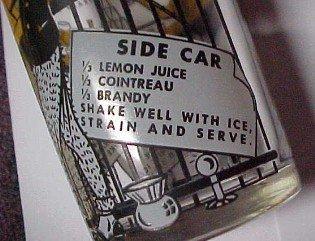 SIDE CAR
⅓ LEMON JUICE
⅓ COINTREAU
⅓ BRANDY
SHAKE WELL WITH ICE,
STRAIN AND SERVE.